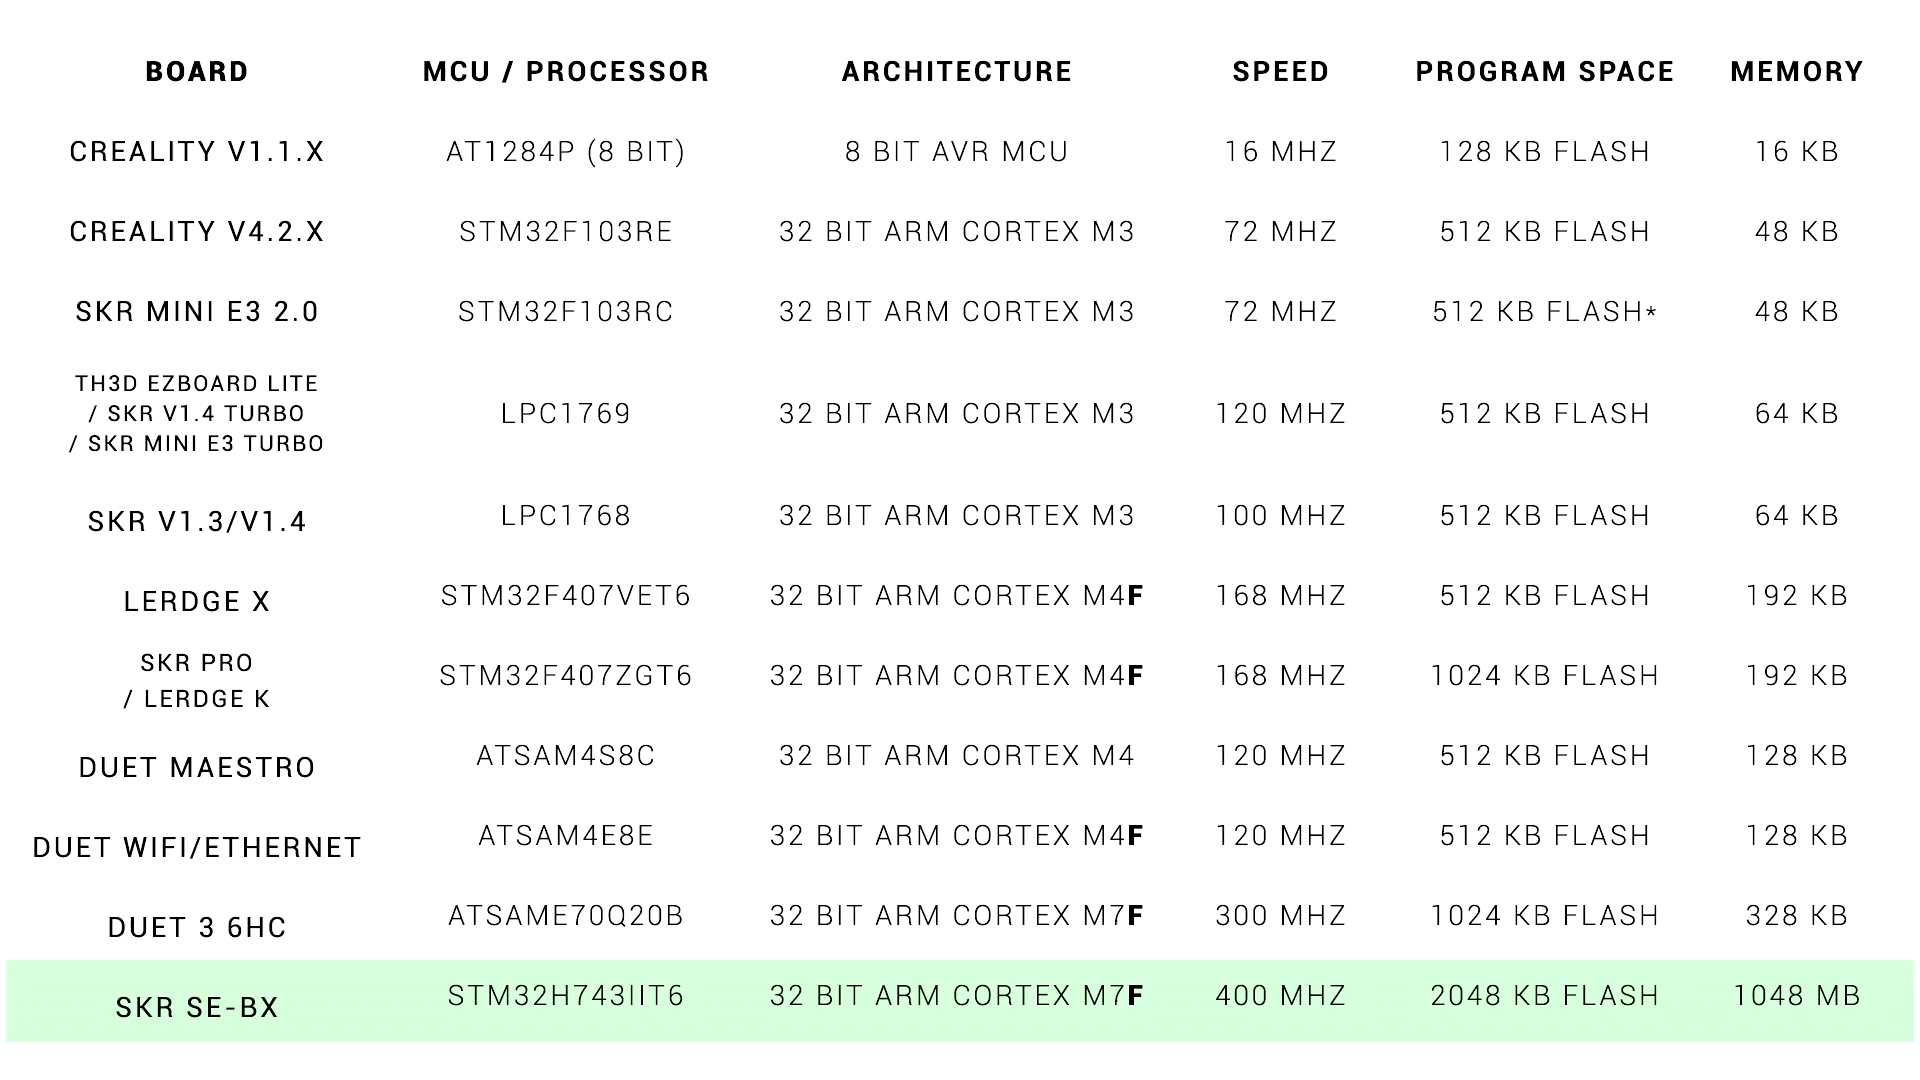 BOARD MCU / PROCESSOR ARCHITECTURE SPEED PROGRAM SPACE MEMORY
CREALITY V1.1.X AT1284P (8 BIT) 8 BIT AVR MCU 16 MHZ 128 KB FLASH 16 KB
CREALITY V4.2.X STM32F103RE 32 BIT ARM CORTEX M3 72 MHZ 512 KB FLASH 48 KB
SKR MINI E3 2.0 STM32F103RC 32 BIT ARM CORTEX M3 72 MHZ 512 KB FLASH* 48 KB
TH3D EZBOARD LITE
/ SKR V1.4 TURBO LPC1769 32 BIT ARM CORTEX M3 120 MHZ 512 KB FLASH 64 KB
/ SKR MINI E3 TURBO
SKR V1.3/V1.4 LPC1768 32 BIT ARM CORTEX M3 100 MHZ 512 KB FLASH 64 KB
LERDGE X STM32F407VET6 32 BIT ARM CORTEX M4F 168 MHZ 512 KB FLASH 192 KB
SKR PRO
/ LERDGE K STM32F407ZGT6 32 BIT ARM CORTEX M4F 168 MHZ 1024 KB FLASH 192 KB
DUET MAESTRO ATSAM4S8C 32 BIT ARM CORTEX M4 120 MHZ 512 KB FLASH 128 KB
DUET WIFI/ETHERNET ATSAM4E8E 32 BIT ARM CORTEX M4F 120 MHZ 512 KB FLASH 128 KB
DUET 3 6HC ATSAME70Q20B 32 BIT ARM CORTEX M7F 300 MHZ 1024 KB FLASH 328 KB
SKR SE-BX STM32H743IIT6 32 BIT ARM CORTEX M7F 400 MHZ 2048 KB FLASH 1048 MB